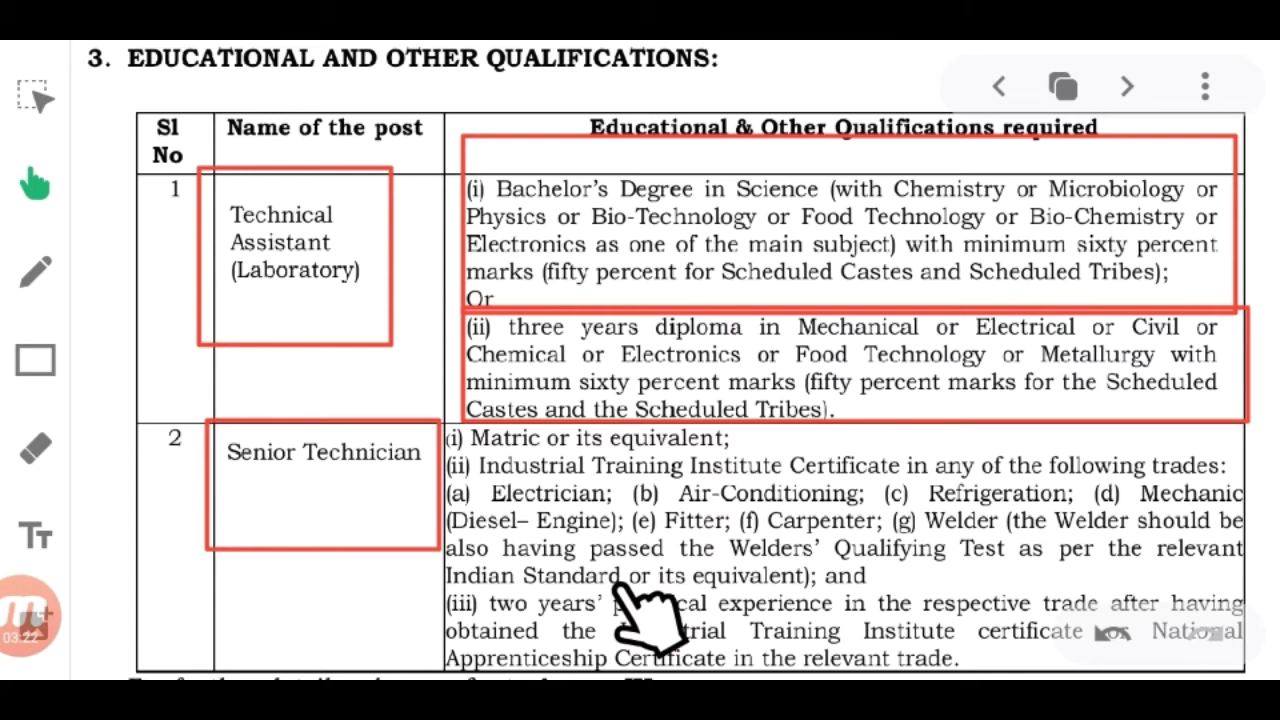 3. EDUCATIONAL AND OTHER QUALIFICATIONS:
Sl No
Name of the post
Educational & Other Qualifications required
1
Technical
Assistant
(Laboratory)
(i) Bachelor's Degree in Science (with Chemistry or Microbiology or
Physics or Bio-Technology or Food Technology or Bio-Chemistry or
Electronics as one of the main subject) with minimum sixty percent
marks (fifty percent for Scheduled Castes and Scheduled Tribes);
Or
(ii) three years diploma in Mechanical or Electrical or Civil or
Chemical or Electronics or Food Technology or Metallurgy with
minimum sixty percent marks (fifty percent marks for the Scheduled
Castes and the Scheduled Tribes).
2
Senior Technician
(i) Matric or its equivalent;
(ii) Industrial Training Institute Certificate in any of the following trades:
(a) Electrician; (b) Air-Conditioning; (c) Refrigeration; (d) Mechanic
(Diesel– Engine); (e) Fitter; (f) Carpenter; (g) Welder (the Welder should be
also having passed the Welders' Qualifying Test as per the relevant
Indian Standard or its equivalent); and
(iii) two years' experience in the respective trade after having
obtained the Training Institute certificate National
Apprenticeship Certificate in the relevant trade.
Tt
03:22